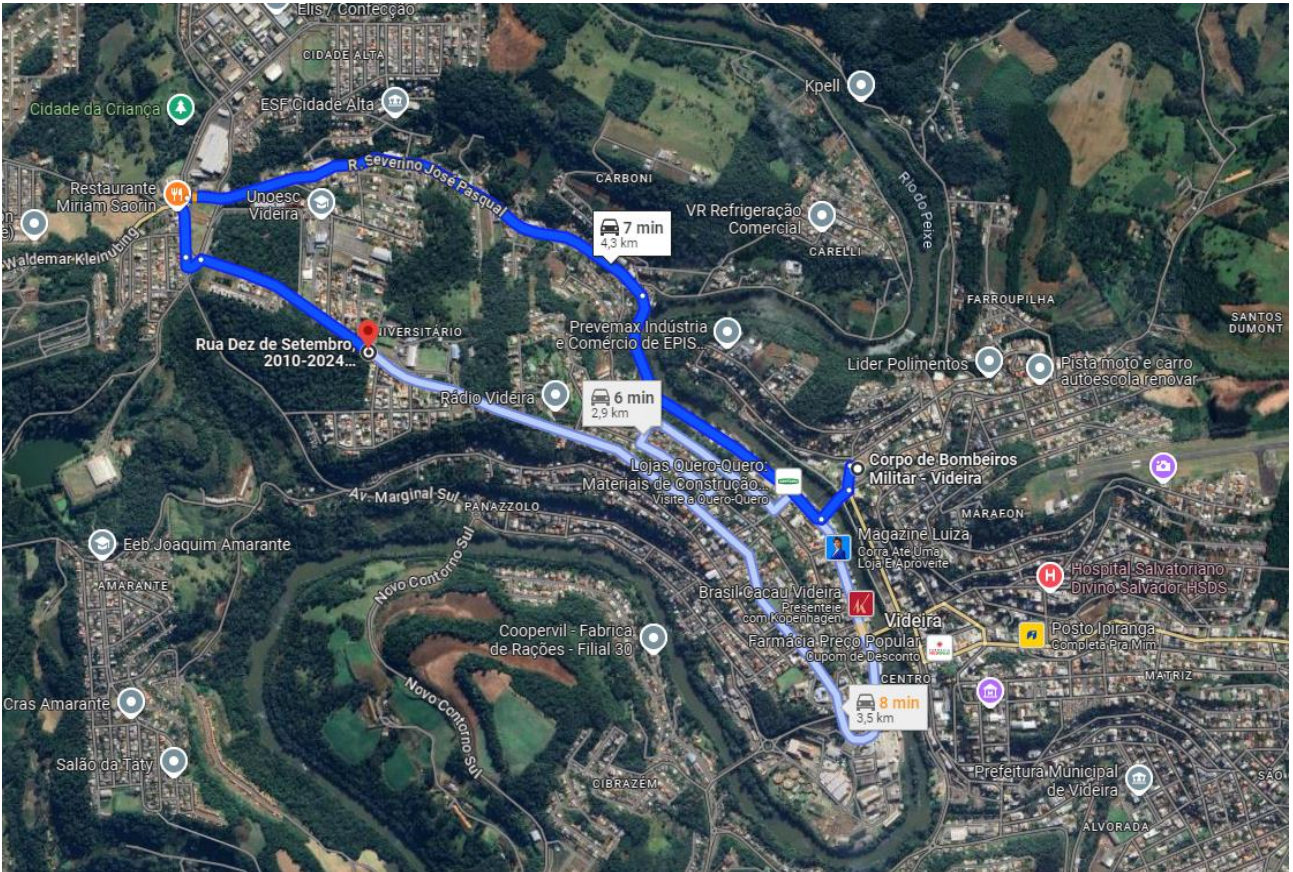 Elis / Confecção
CIDADE ALTA
Cidade da Criança
ESF Cidade Alta
Kpell
R. Severino José Pasqual
CARBONI
Restaurante
Miriam Saorin
Unoesc
Videira
Rio do Peixe
VR Refrigeração
Comercial
7 min
4,3 km
CARELLI
Waldemar Kleinubing
FARROUPILHA
SANTOS
DUMONT
Prevemax Indústria
e Comércio de EPIS...
Rua Dez de Setembro,
2010-2024...
Lider Polimentos
Pista moto e carro
autoescola renovar
Rádio Videira
6 min
2,9 km
Lojas Quero-Quero:
Materiais de Construção...
Visite a Quero-Quero
Corpo de Bombeiros
Militar - Videira
Av. Marginal Sul
PANAZZOLO
MARAFON
Magazine Luiza
Corra Até Uma
Loja E Aproveite
Eeb Joaquim Amarante
AMARANTE
Novo Contorno Sul
Hospital Salvatoriano
Divino Salvador HSDS
Brasil Cacau Videira
Presenteie
com Kopenhagen
Videira
Coopervil - Fabrica
de Rações - Filial 30
Farmácia Preço Popular
Cupom de Desconto
Posto Ipiranga
Completa Pra Mim
CENTRO
MATRIZ
Novo Contorno Sul
Cras Amarante
8 min
3,5 km
Salão da Taty
CIBRAZEM
Prefeitura Municipal
de Videira
SÃO
ALVORADA